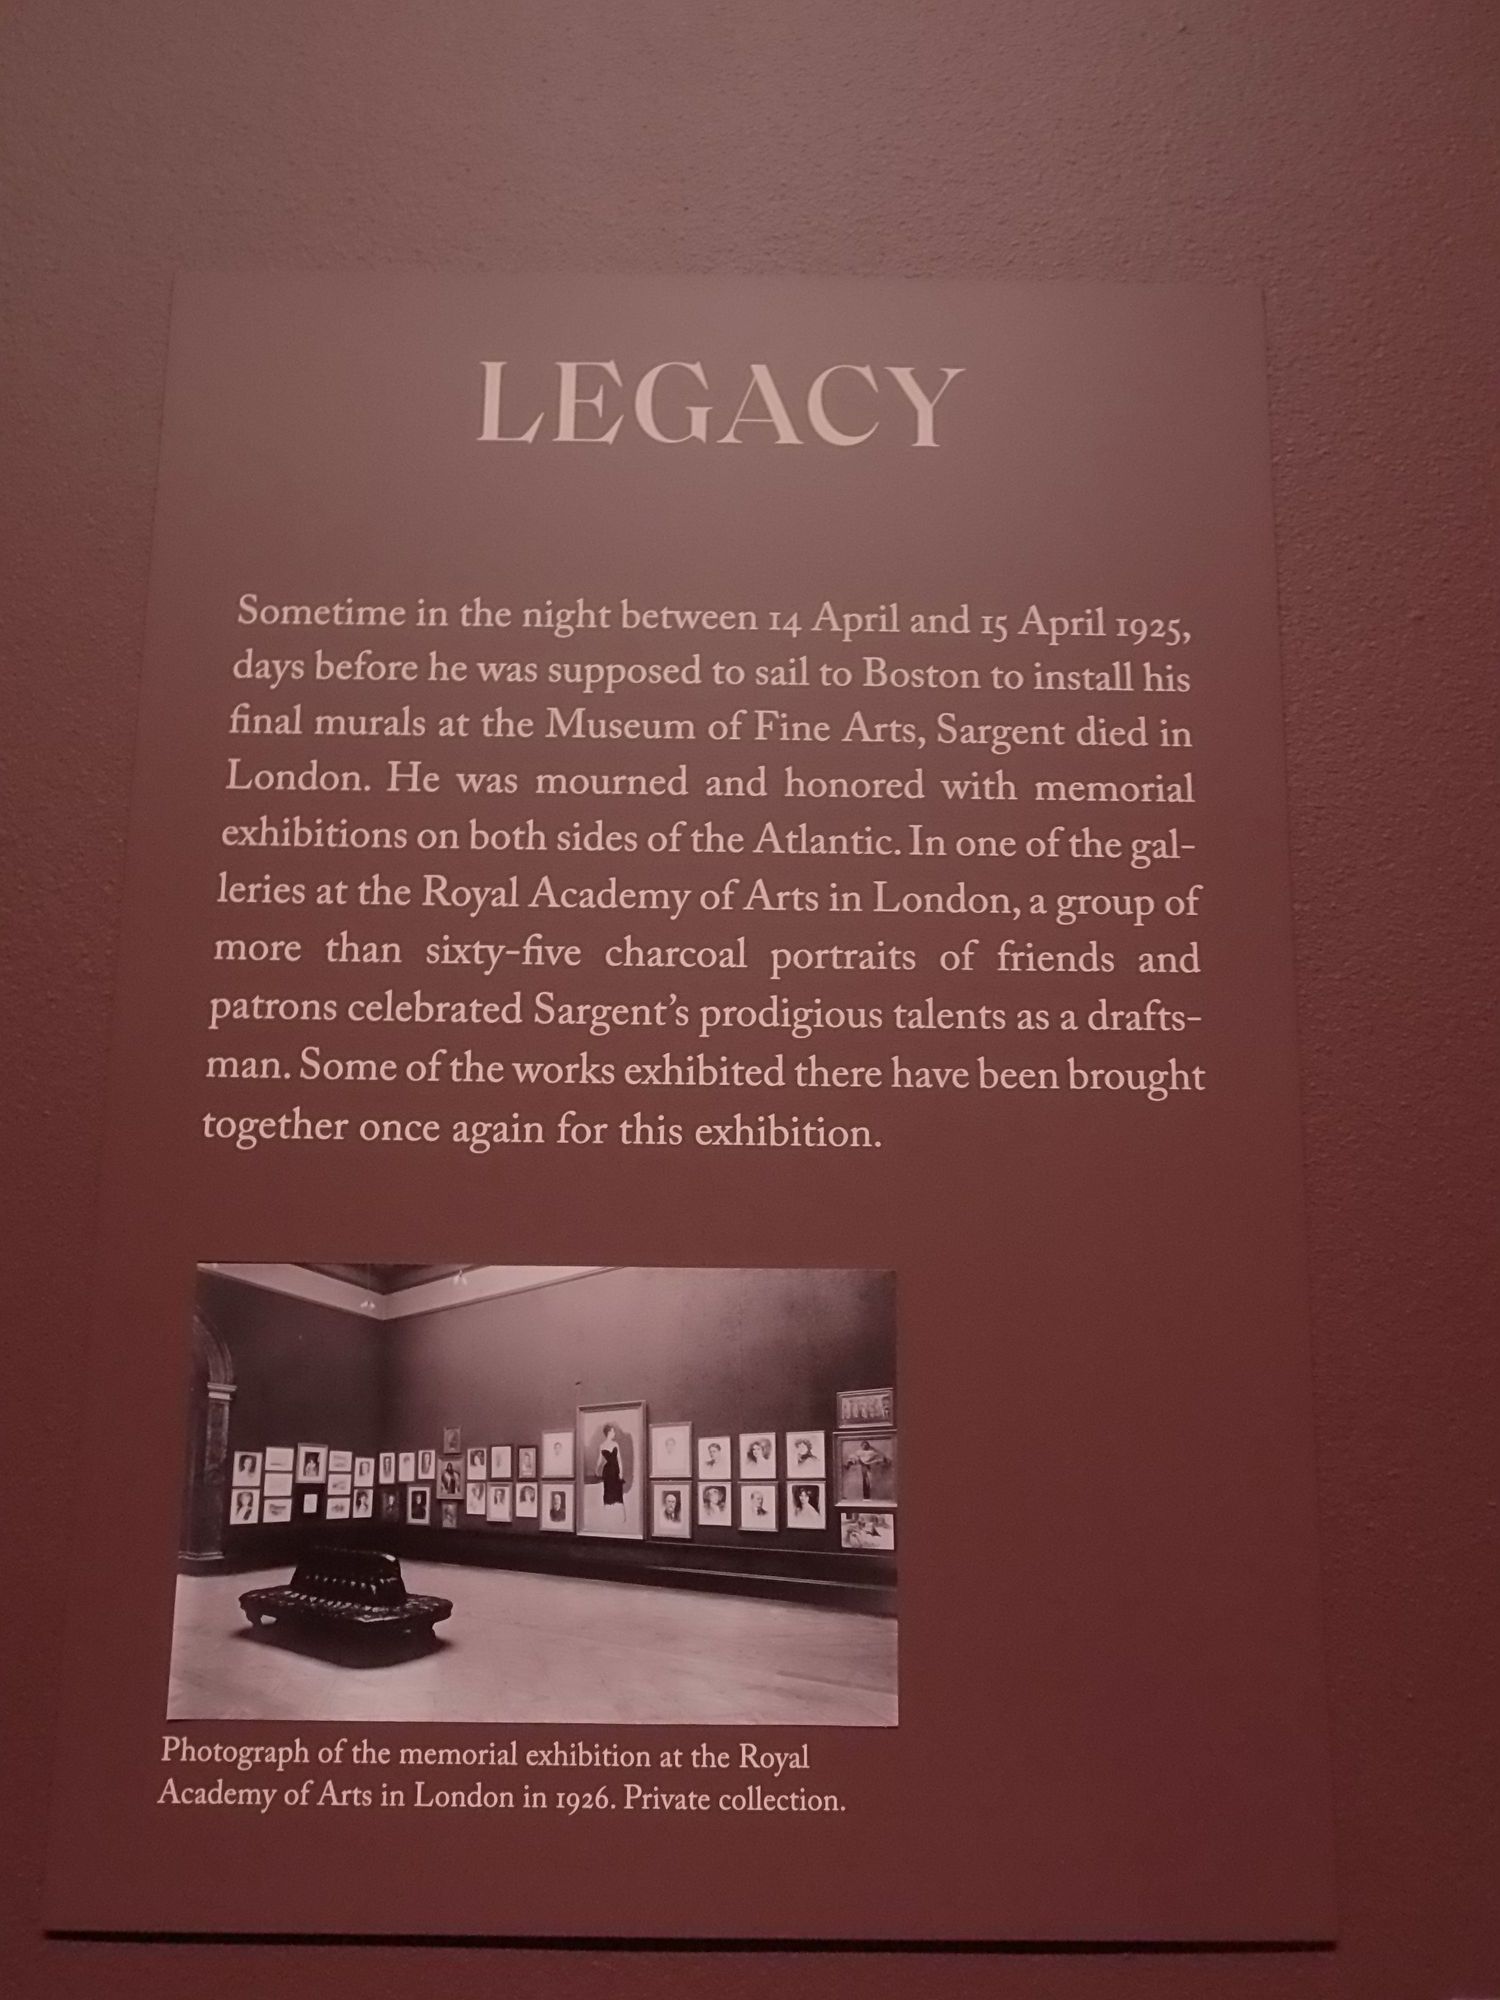 LEGACY
Sometime in the night between 14 April and 15 April 1925,
days before he was supposed to sail to Boston to install his
final murals at the Museum of Fine Arts, Sargent died in
London. He was mourned and honored with memorial
exhibitions on both sides of the Atlantic. In one of the gal-
leries at the Royal Academy of Arts in London, a group of
more than sixty-five charcoal portraits of friends and
patrons celebrated Sargent’s prodigious talents as a drafts-
man. Some of the works exhibited there have been brought
together once again for this exhibition.
Photograph of the memorial exhibition at the Royal
Academy of Arts in London in 1926. Private collection.